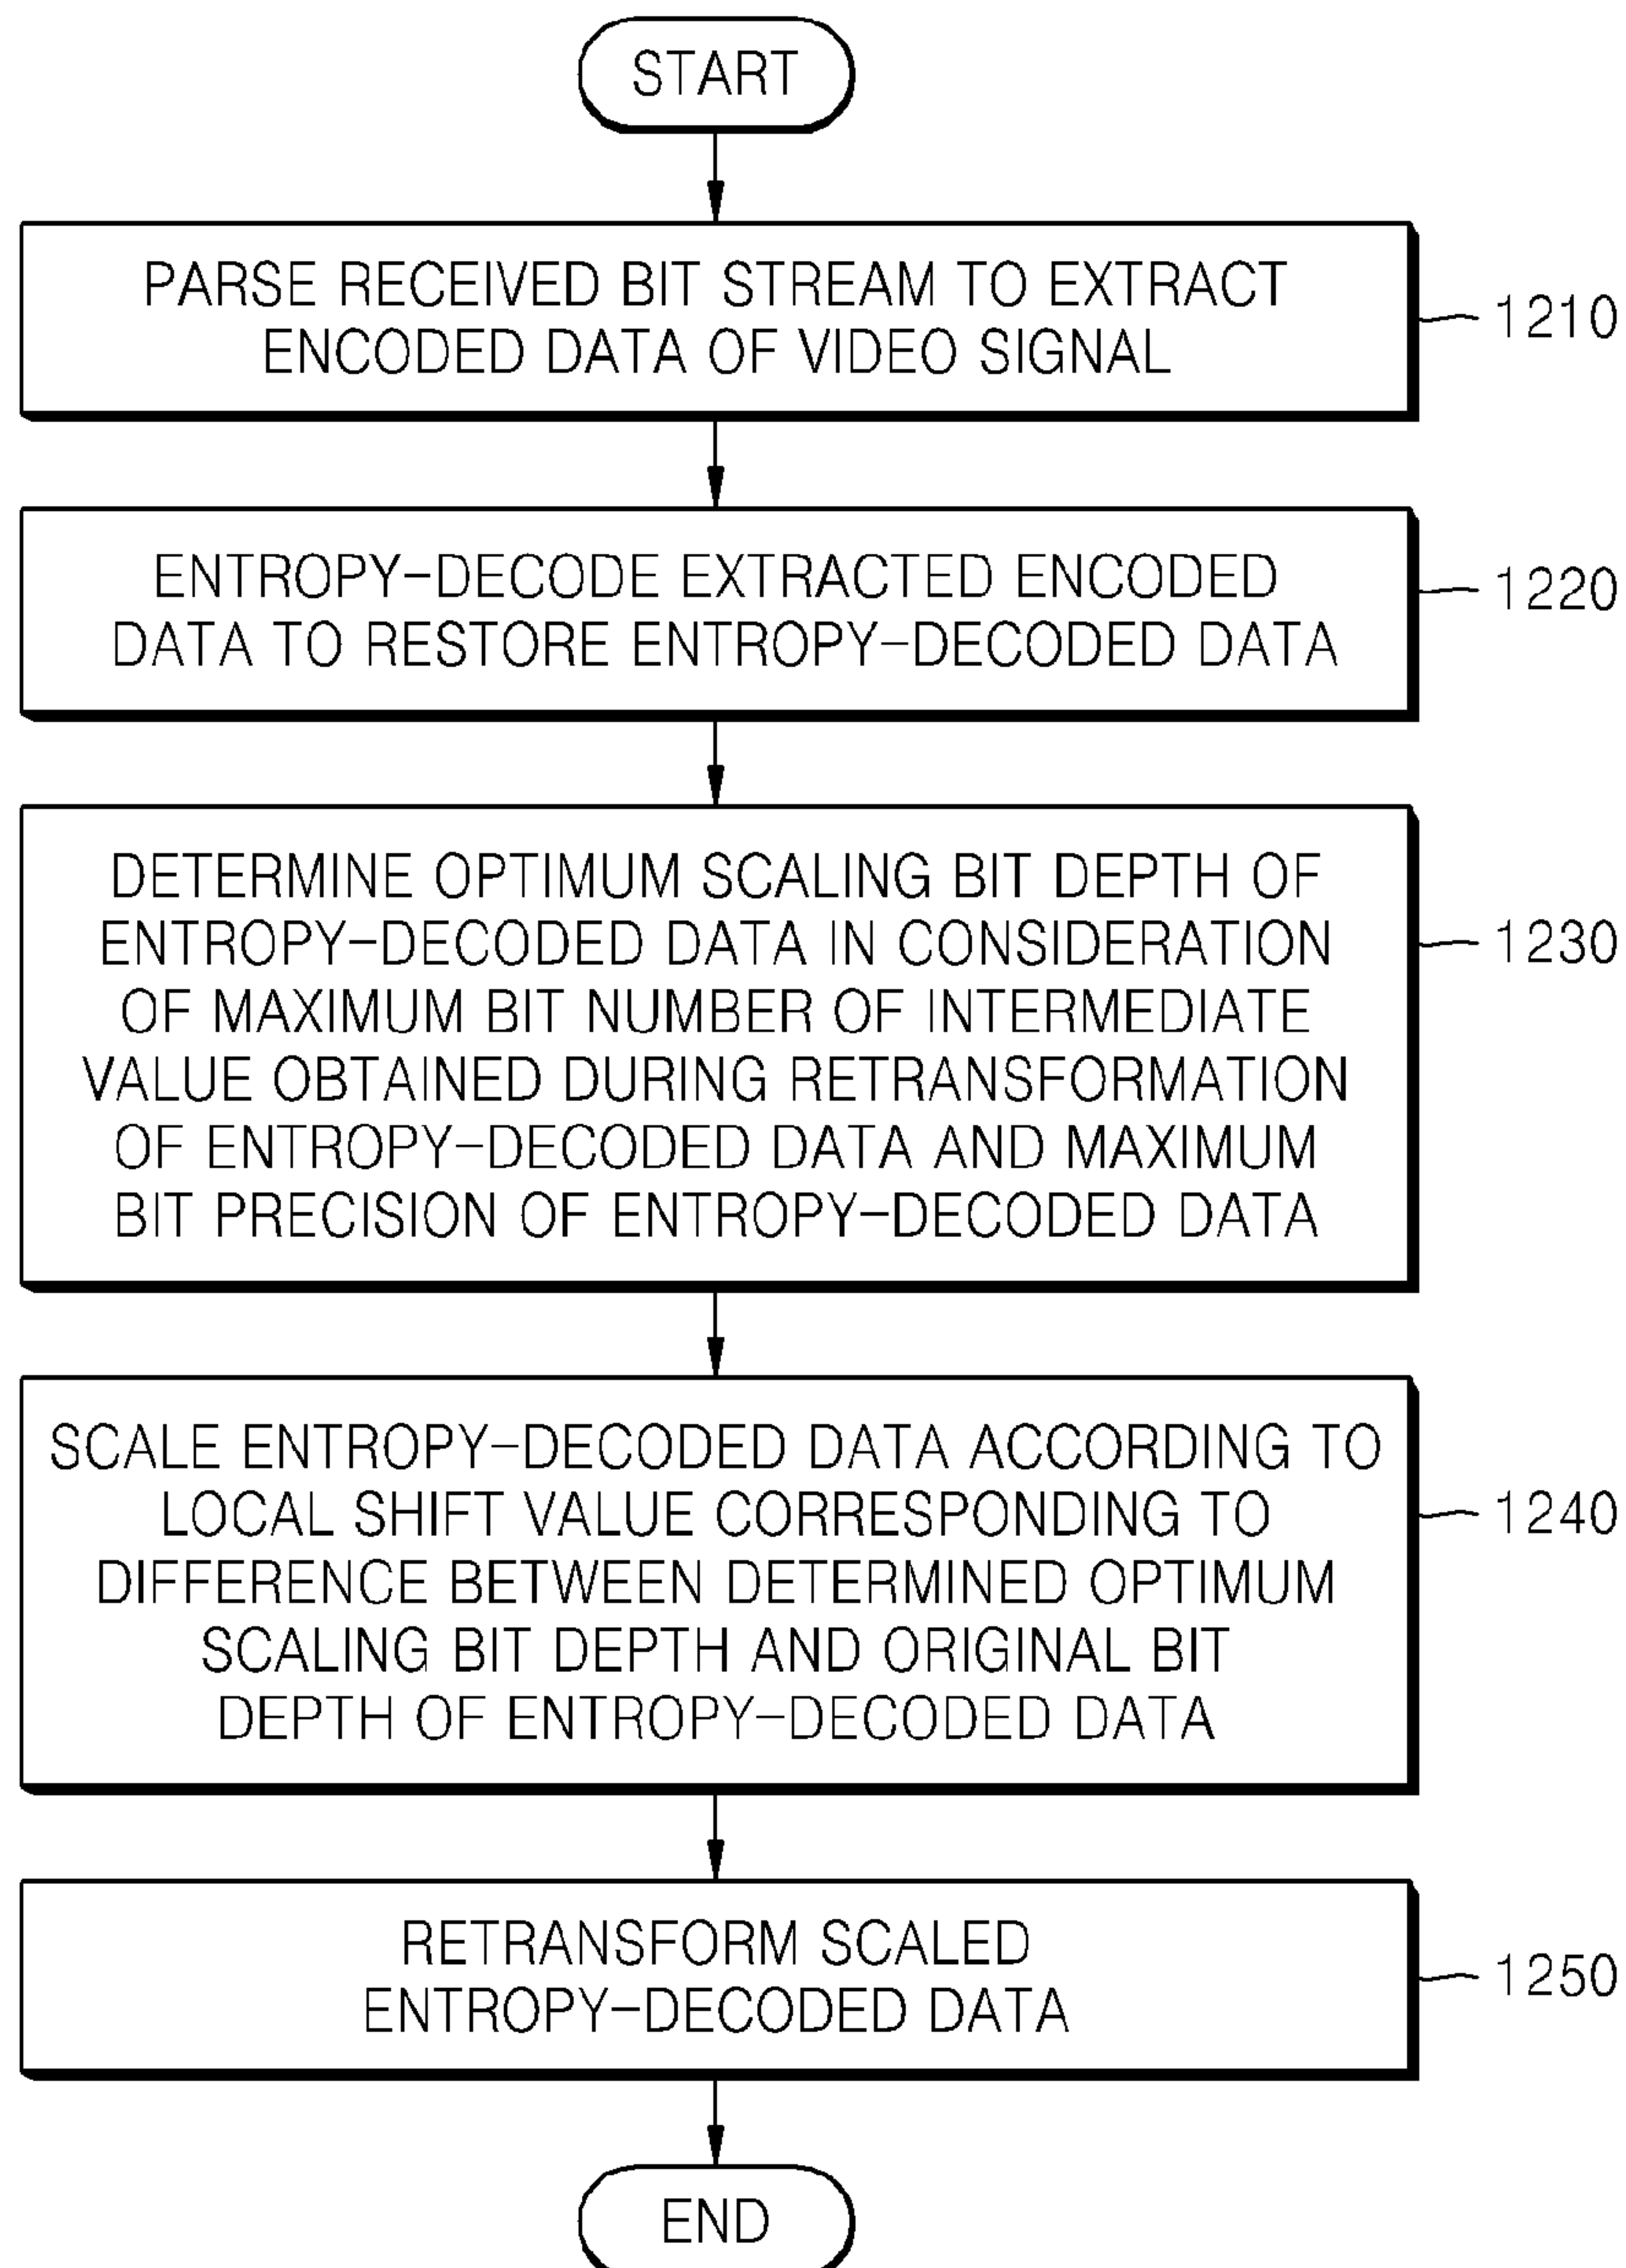 START
PARSE RECEIVED BIT STREAM TO EXTRACT
ENCODED DATA OF VIDEO SIGNAL
1210
ENTROPY-DECODE EXTRACTED ENCODED
DATA TO RESTORE ENTROPY-DECODED DATA
1220
DETERMINE OPTIMUM SCALING BIT DEPTH OF
ENTROPY-DECODED DATA IN CONSIDERATION
OF MAXIMUM BIT NUMBER OF INTERMEDIATE
VALUE OBTAINED DURING RETRANSFORMATION
OF ENTROPY-DECODED DATA AND MAXIMUM
BIT PRECISION OF ENTROPY-DECODED DATA
1230
SCALE ENTROPY-DECODED DATA ACCORDING TO
LOCAL SHIFT VALUE CORRESPONDING TO
DIFFERENCE BETWEEN DETERMINED OPTIMUM
SCALING BIT DEPTH AND ORIGINAL BIT
DEPTH OF ENTROPY-DECODED DATA
1240
RETRANSFORM SCALED
ENTROPY-DECODED DATA
1250
END